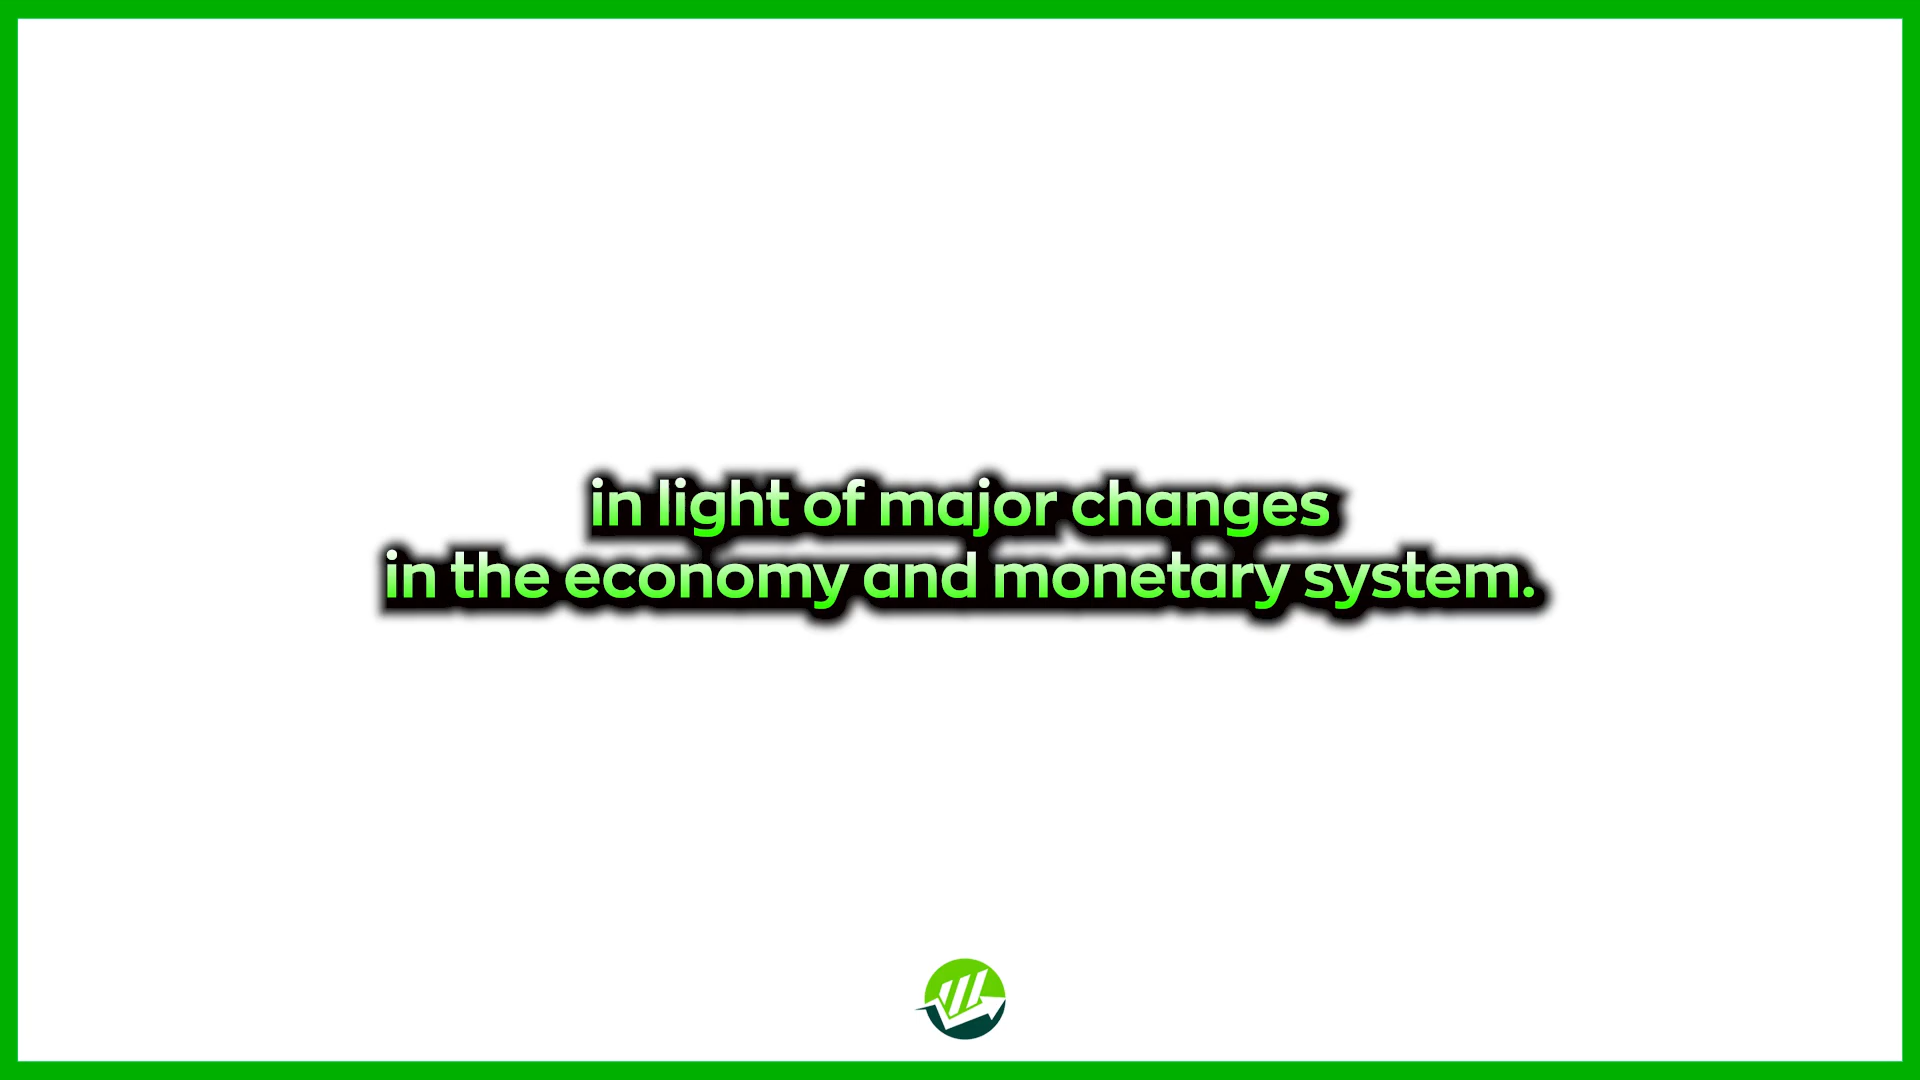 in light of major changes
in the economy and monetary system.